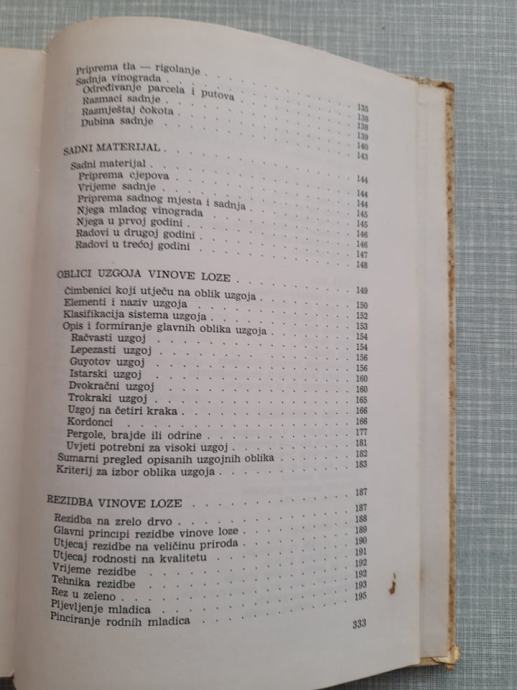 Priprema tla — rigolanje . . . 135
Sadnja vinograda . . . 138
Određivanje parcela i putova . . . 138
Razmaci sadnje . . . 139
Razmještaj čokota . . . 140
Dubina sadnje . . . 143
SADNI MATERIJAL . . . 144
Sadni materijal . . . 144
Priprema cjepova . . . 144
Vrijeme sadnje . . . 145
Priprema sadnog mjesta i sadnja . . . 145
Njega mladog vinograda . . . 146
Njega u prvoj godini . . . 146
Radovi u drugoj godini . . . 147
Radovi u trećoj godini . . . 148
OBLICI UZGOJA VINOVE LOZE . . . 149
Čimbenici koji utječu na oblik uzgoja . . . 150
Elementi i naziv uzgoja . . . 152
Klasifikacija sistema uzgoja . . . 153
Opis i formiranje glavnih oblika uzgoja . . . 154
Račvasti uzgoj . . . 154
Lepezasti uzgoj . . . 156
Guyotov uzgoj . . . 156
Istarski uzgoj . . . 160
Dvokračni uzgoj . . . 160
Trokraki uzgoj . . . 165
Uzgoj na četiri kraka . . . 166
Kordonci . . . 166
Pergole, brajde ili odrine . . . 177
Uvjeti potrebni za visoki uzgoj . . . 181
Sumarni pregled opisanih uzgojnih oblika . . . 182
Kriterij za izbor oblika uzgoja . . . 183
REZIDBA VINOVE LOZE . . . 187
Rezidba na zrelo drvo . . . 187
Glavni principi rezidbe vinove loze . . . 188
Utjecaj rezidbe na veličinu priroda . . . 189
Utjecaj rodnosti na kvalitetu . . . 190
Vrijeme rezidbe . . . 191
Tehnika rezidbe . . . 192
Rez u zeleno . . . 192
Pljevljenje mladica . . . 193
Pinciranje rodnih mladica . . . 195
333